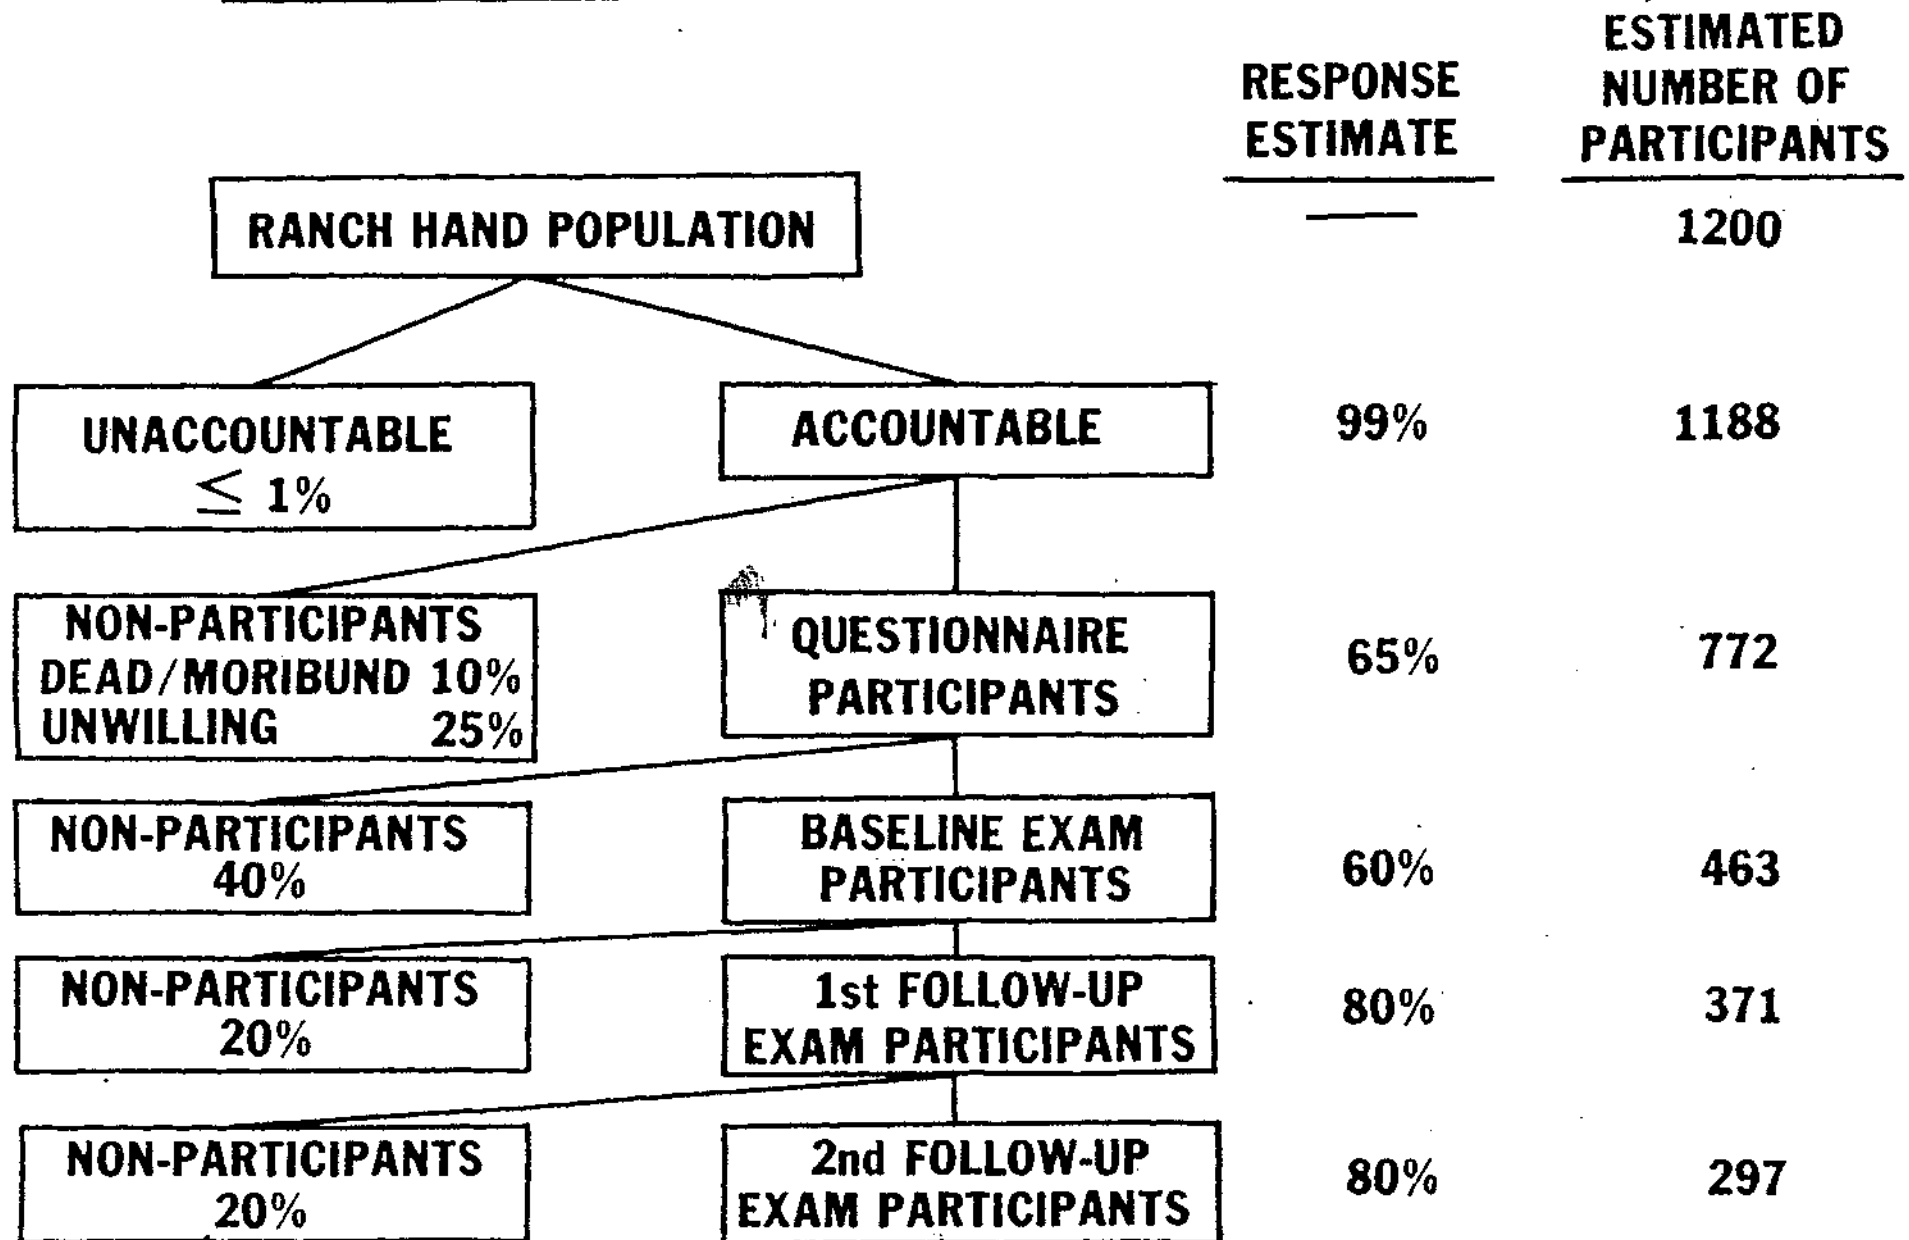 RESPONSE
ESTIMATE
ESTIMATED
NUMBER OF
PARTICIPANTS
RANCH HAND POPULATION
1200
UNACCOUNTABLE
≤ 1%
ACCOUNTABLE
99%
1188
NON-PARTICIPANTS
DEAD/MORIBUND 10%
UNWILLING 25%
QUESTIONNAIRE
PARTICIPANTS
65%
772
NON-PARTICIPANTS
40%
BASELINE EXAM
PARTICIPANTS
60%
463
NON-PARTICIPANTS
20%
1st FOLLOW-UP
EXAM PARTICIPANTS
80%
371
NON-PARTICIPANTS
20%
2nd FOLLOW-UP
EXAM PARTICIPANTS
80%
297